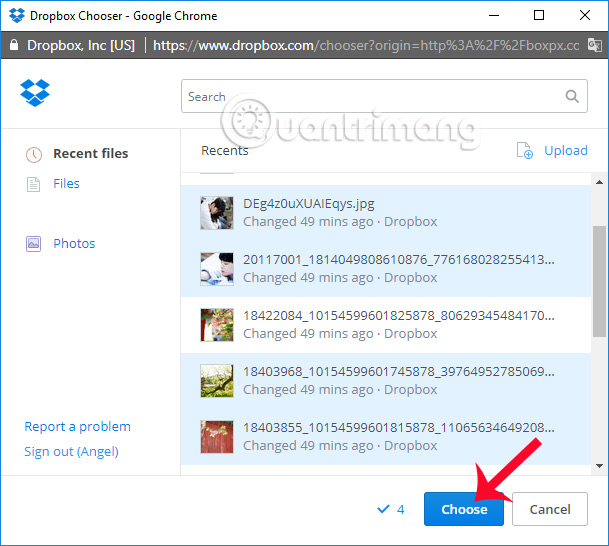 Dropbox Chooser - Google Chrome
Dropbox, Inc [US] | https://www.dropbox.com/chooser?origin=http%3A%2F%2Fboxpx.cc
Search
Quantrimang
Recent files
Files
Photos
Report a problem
Sign out (Angel)
Recents
Upload
DEg4z0uXUAIEqys.jpg
Changed 49 mins ago · Dropbox
20117001_1814049808610876_776168028255413...
Changed 49 mins ago · Dropbox
18422084_10154599601825878_80629345484170...
Changed 49 mins ago · Dropbox
18403968_10154599601745878_39764952785069...
Changed 49 mins ago · Dropbox
18403855_10154599601815878_11065634649208...
Changed 49 mins ago · Dropbox
4
Choose
Cancel